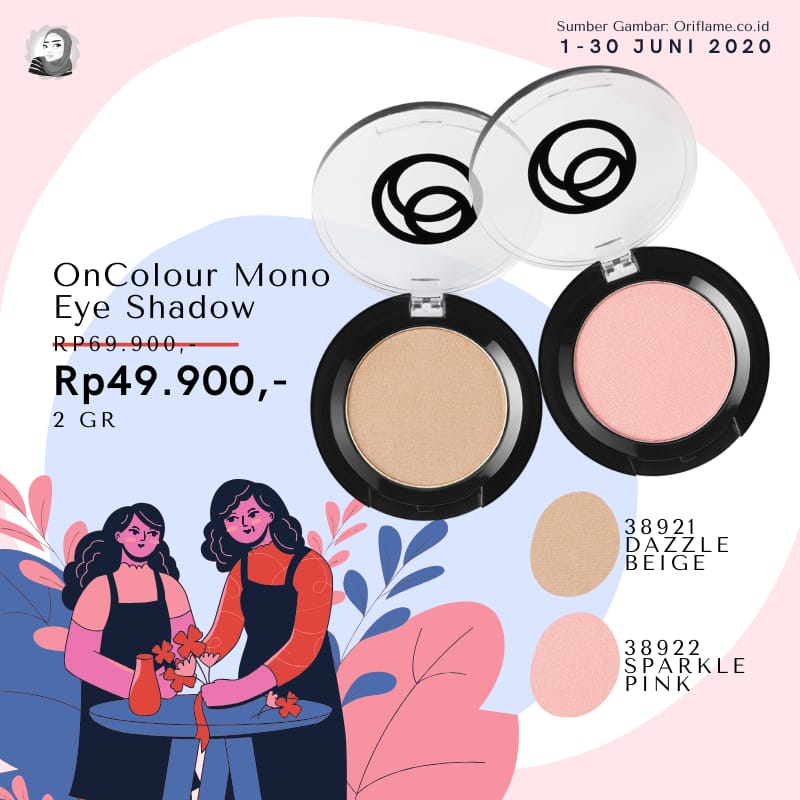 Sumber Gambar: Oriflame.co.id
1-30 JUNI 2020
OnColour Mono
Eye Shadow
RP69.900,-
Rp49.900,-
2 GR
38921
DAZZLE
BEIGE
38922
SPARKLE
PINK